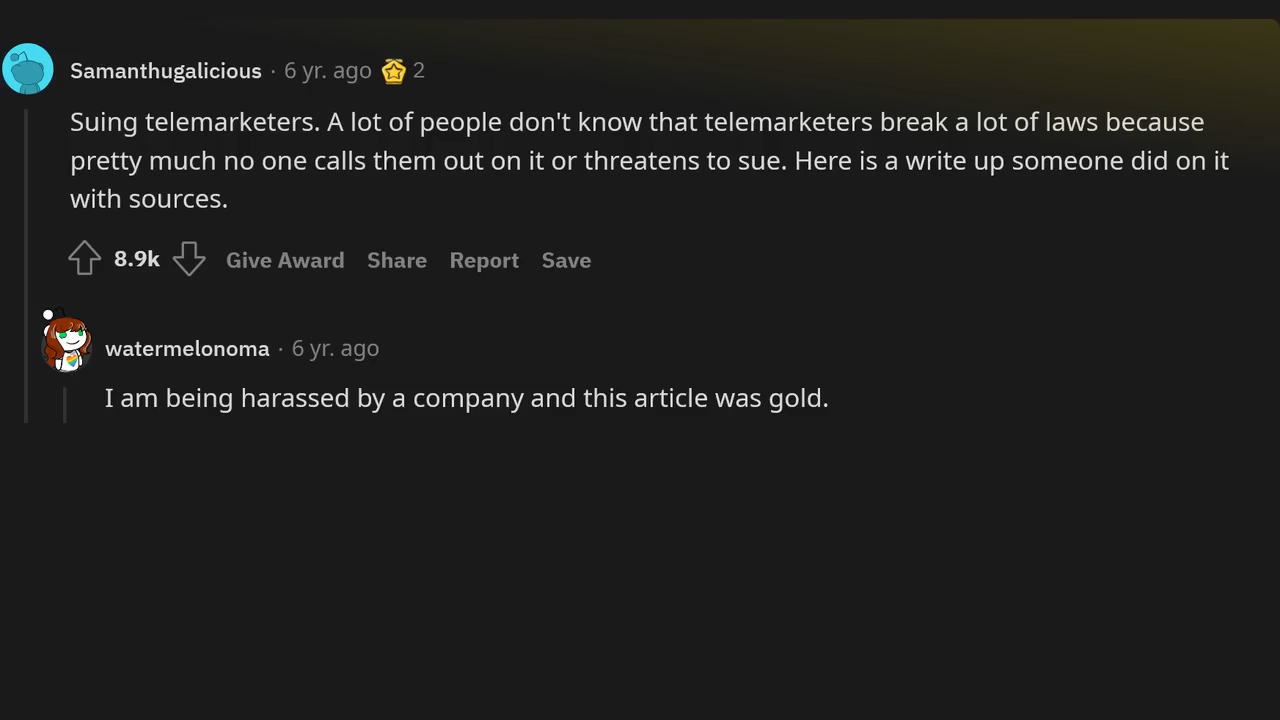 Samanthugalicious · 6 yr. ago 2
Suing telemarketers. A lot of people don't know that telemarketers break a lot of laws because
pretty much no one calls them out on it or threatens to sue. Here is a write up someone did on it
with sources.
8.9k Give Award Share Report Save
watermelonoma · 6 yr. ago
I am being harassed by a company and this article was gold.